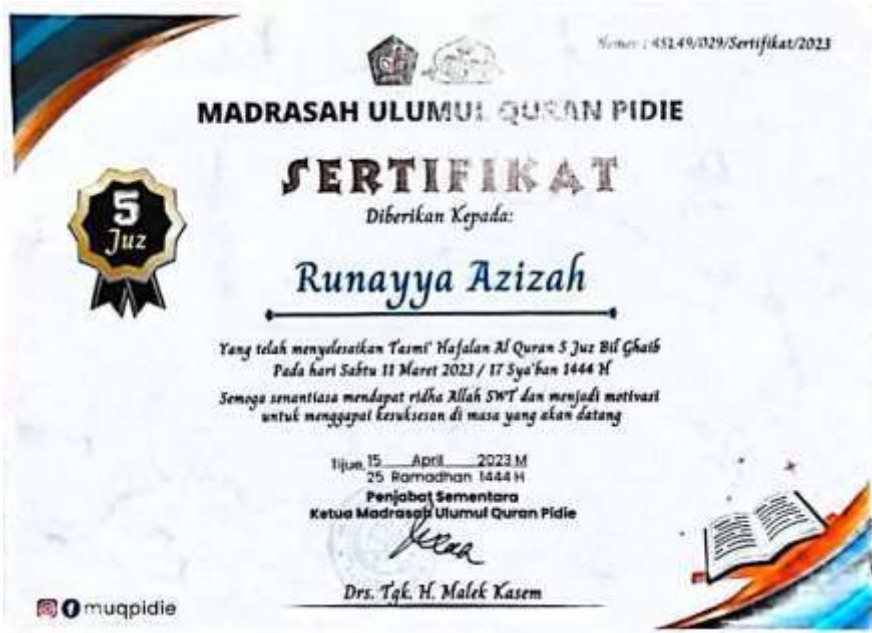 Nomor : 451.49/029/Sertifikat/2023
MADRASAH ULUMUL QURAN PIDIE
SERTIFIKAT
Diberikan Kepada:
5
Juz
Runayya Azizah
Yang telah menyelesaikan Tasmi' Hafalan Al Quran 5 Juz Bil Ghaib
Pada hari Sabtu 11 Maret 2023 / 17 Sya'ban 1444 H
Semoga senantiasa mendapat ridha Allah SWT dan menjadi motivasi
untuk menggapai kesuksesan di masa yang akan datang
Tijue, 15 April 2023 M
25 Ramadhan 1444 H
Penjabat Sementara
Ketua Madrasah Ulumul Quran Pidie
Drs. Tgk. H. Malek Kasem
muqpidie